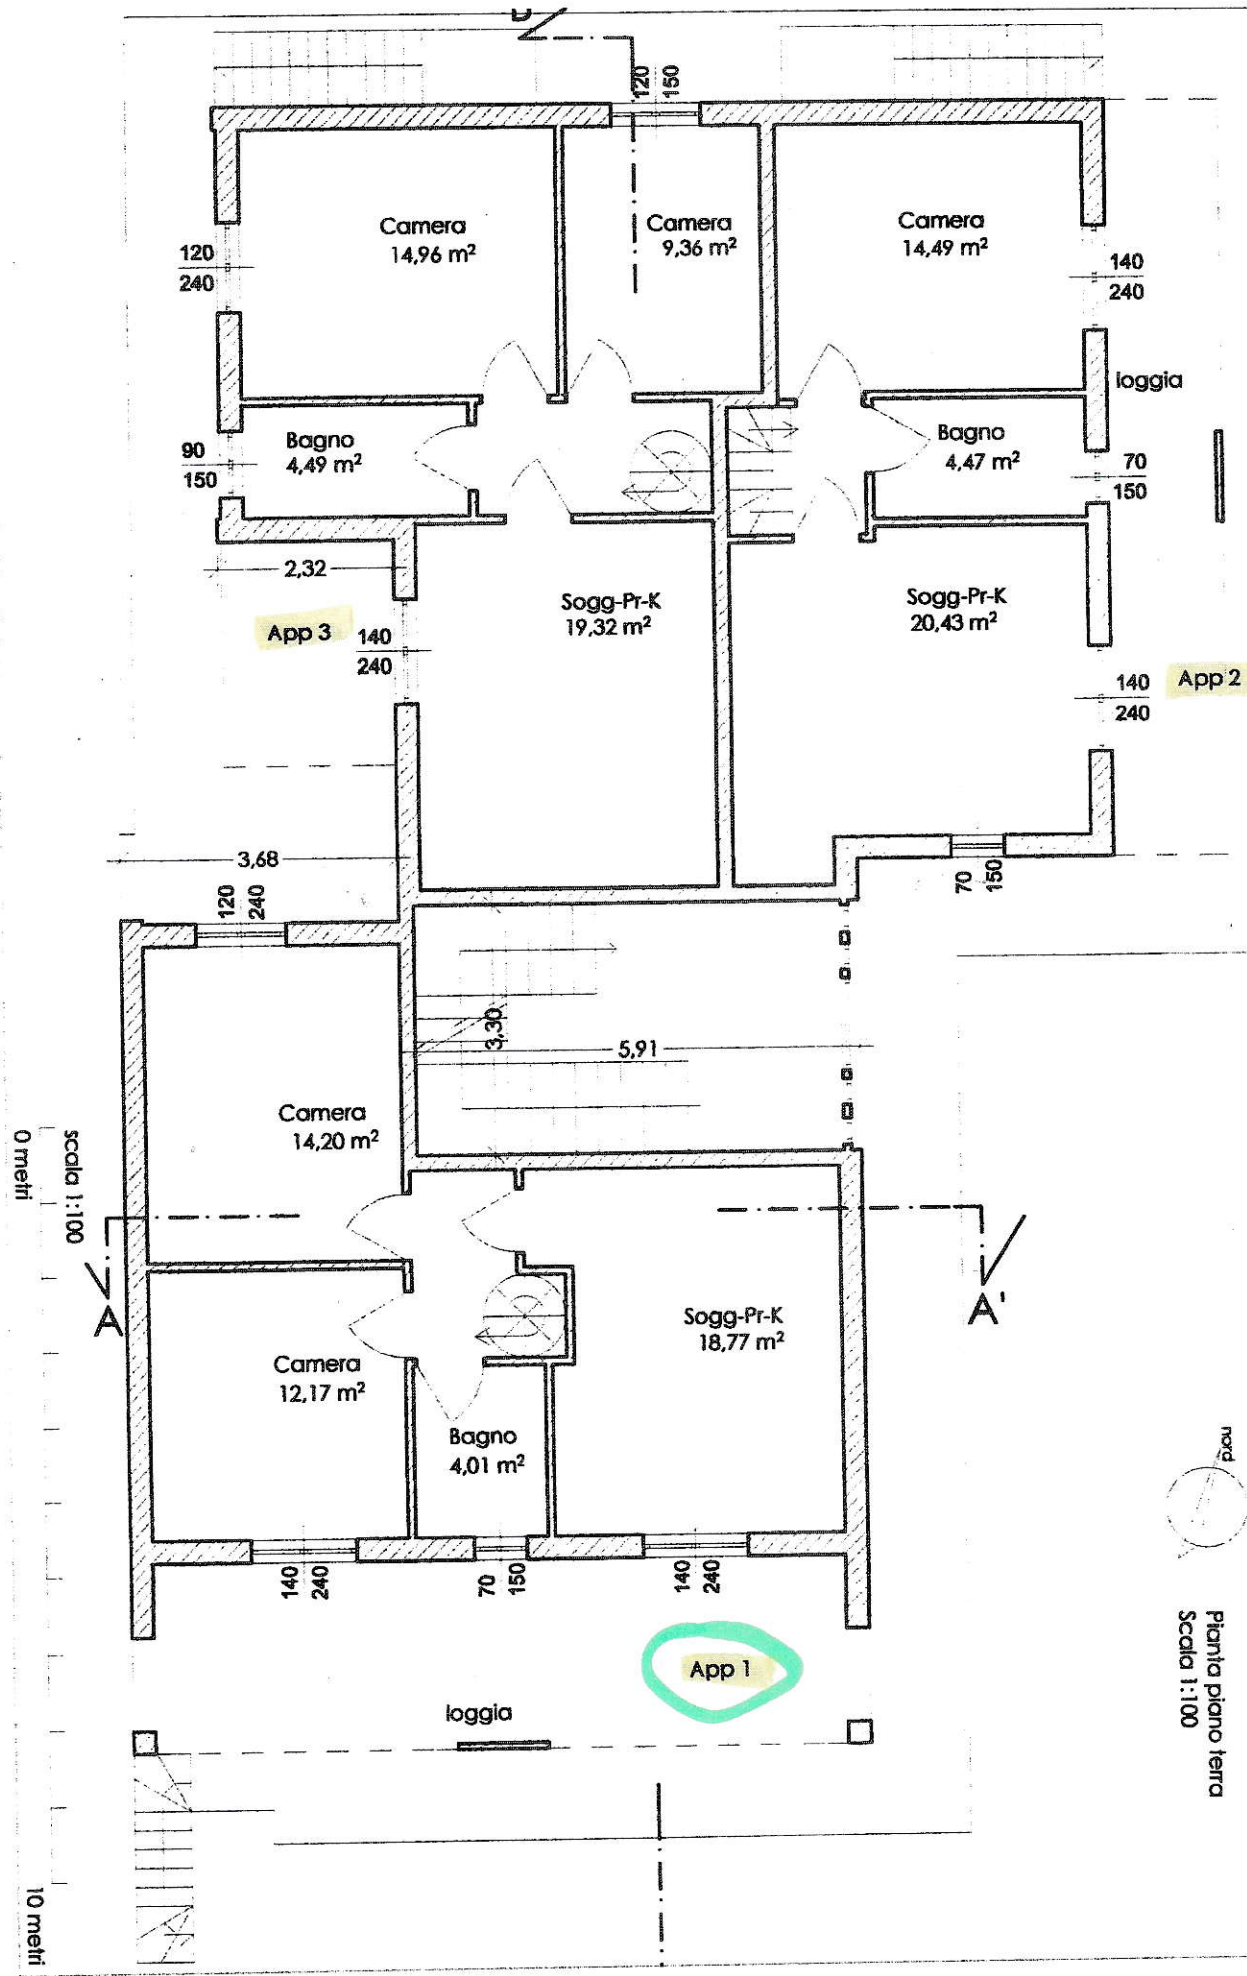 120
150
Camera
14,96 m²
Camera
9,36 m²
Camera
14,49 m²
120
240
140
240
loggia
Bagno
4,49 m²
90
150
Bagno
4,47 m²
70
150
2,32
Sogg-Pr-K
19,32 m²
Sogg-Pr-K
20,43 m²
App 3
140
240
App 2
140
240
3,68
120
240
70
150
3,30
5,91
Camera
14,20 m²
scala 1:100
0 metri
A
A'
Sogg-Pr-K
18,77 m²
Camera
12,17 m²
Bagno
4,01 m²
nord
140
240
70
150
140
240
Pianta piano terra
Scala 1:100
App 1
loggia
10 metri